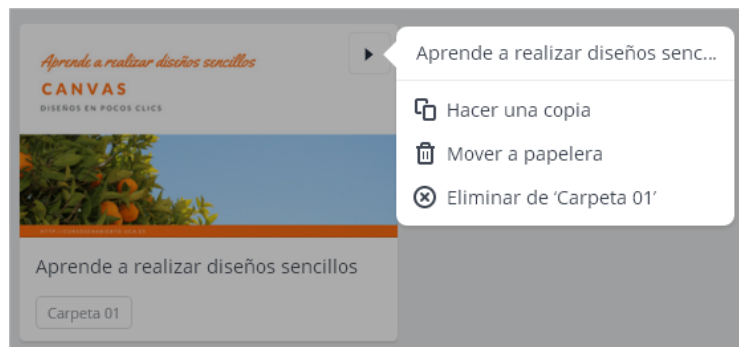 Aprende a realizar diseños sencillos
CANVAS
DISEÑOS EN POCOS CLICS
Aprende a realizar diseños sencillos
Carpeta 01
Aprende a realizar diseños senc...
Hacer una copia
Mover a papelera
Eliminar de ‘Carpeta 01’